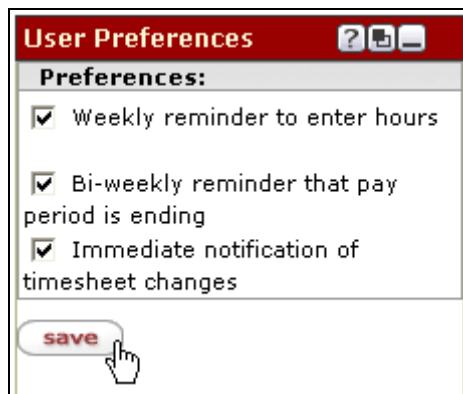 User Preferences ?
Preferences:
Weekly reminder to enter hours
Bi-weekly reminder that pay
period is ending
Immediate notification of
timesheet changes
save